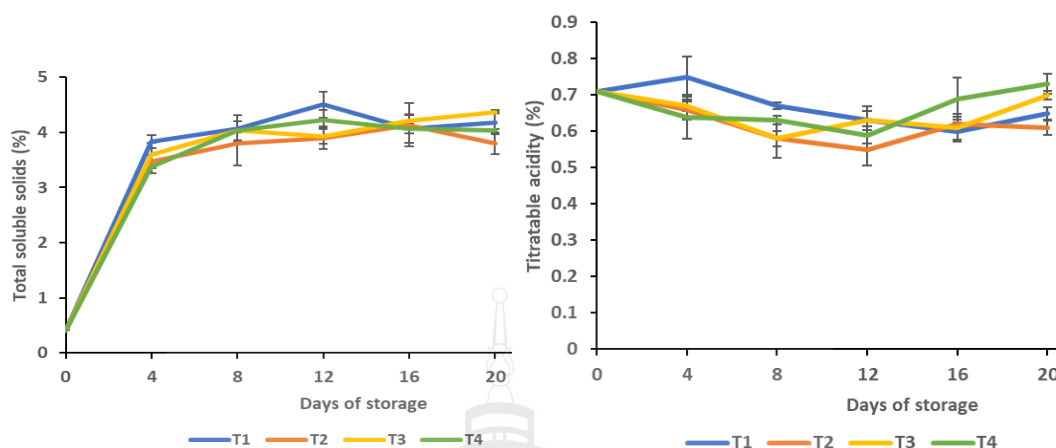 Total soluble solids (%)
5
4
3
2
1
0
0 4 8 12 16 20
Days of storage
T1 T2 T3 T4
Titratable acidity (%)
0.9
0.8
0.7
0.6
0.5
0.4
0.3
0.2
0.1
0
0 4 8 12 16 20
Days of storage
T1 T2 T3 T4